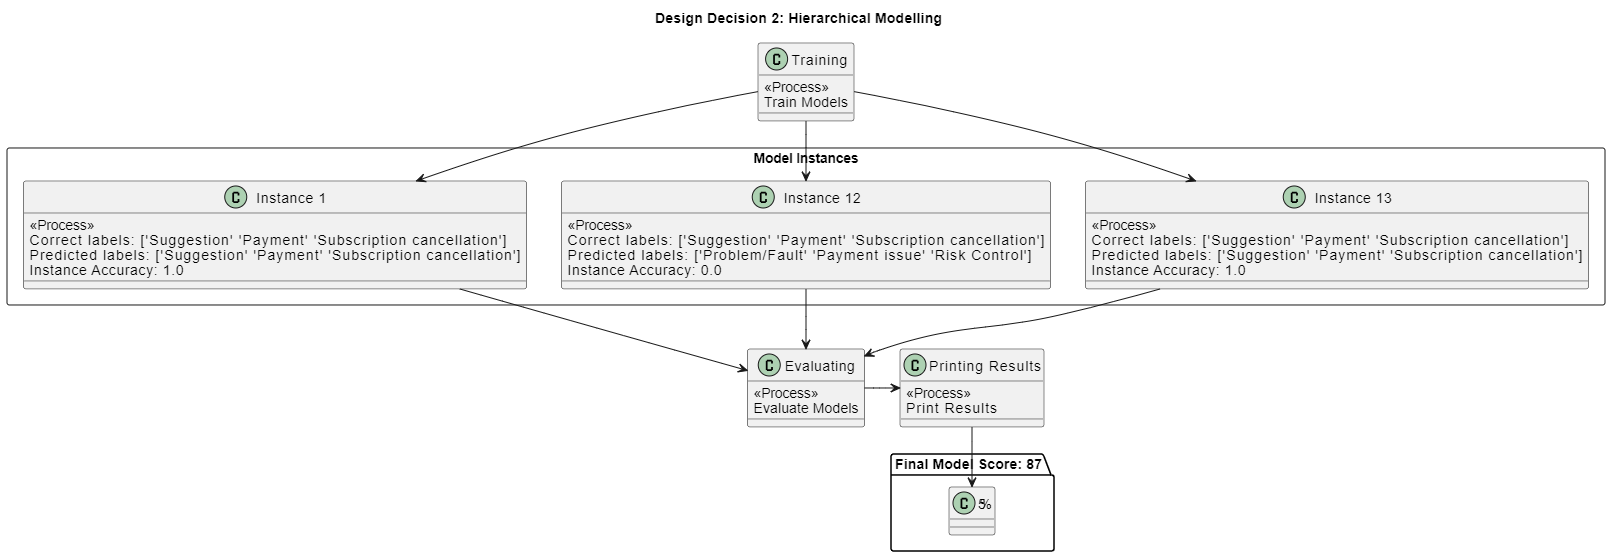 Design Decision 2: Hierarchical Modelling
C Training
«Process»
Train Models
Model Instances
C Instance 1
«Process»
Correct labels: ['Suggestion' 'Payment' 'Subscription cancellation']
Predicted labels: ['Suggestion' 'Payment' 'Subscription cancellation']
Instance Accuracy: 1.0
C Instance 12
«Process»
Correct labels: ['Suggestion' 'Payment' 'Subscription cancellation']
Predicted labels: ['Problem/Fault' 'Payment issue' 'Risk Control']
Instance Accuracy: 0.0
C Instance 13
«Process»
Correct labels: ['Suggestion' 'Payment' 'Subscription cancellation']
Predicted labels: ['Suggestion' 'Payment' 'Subscription cancellation']
Instance Accuracy: 1.0
C Evaluating
«Process»
Evaluate Models
C Printing Results
«Process»
Print Results
Final Model Score: 87
C 5%